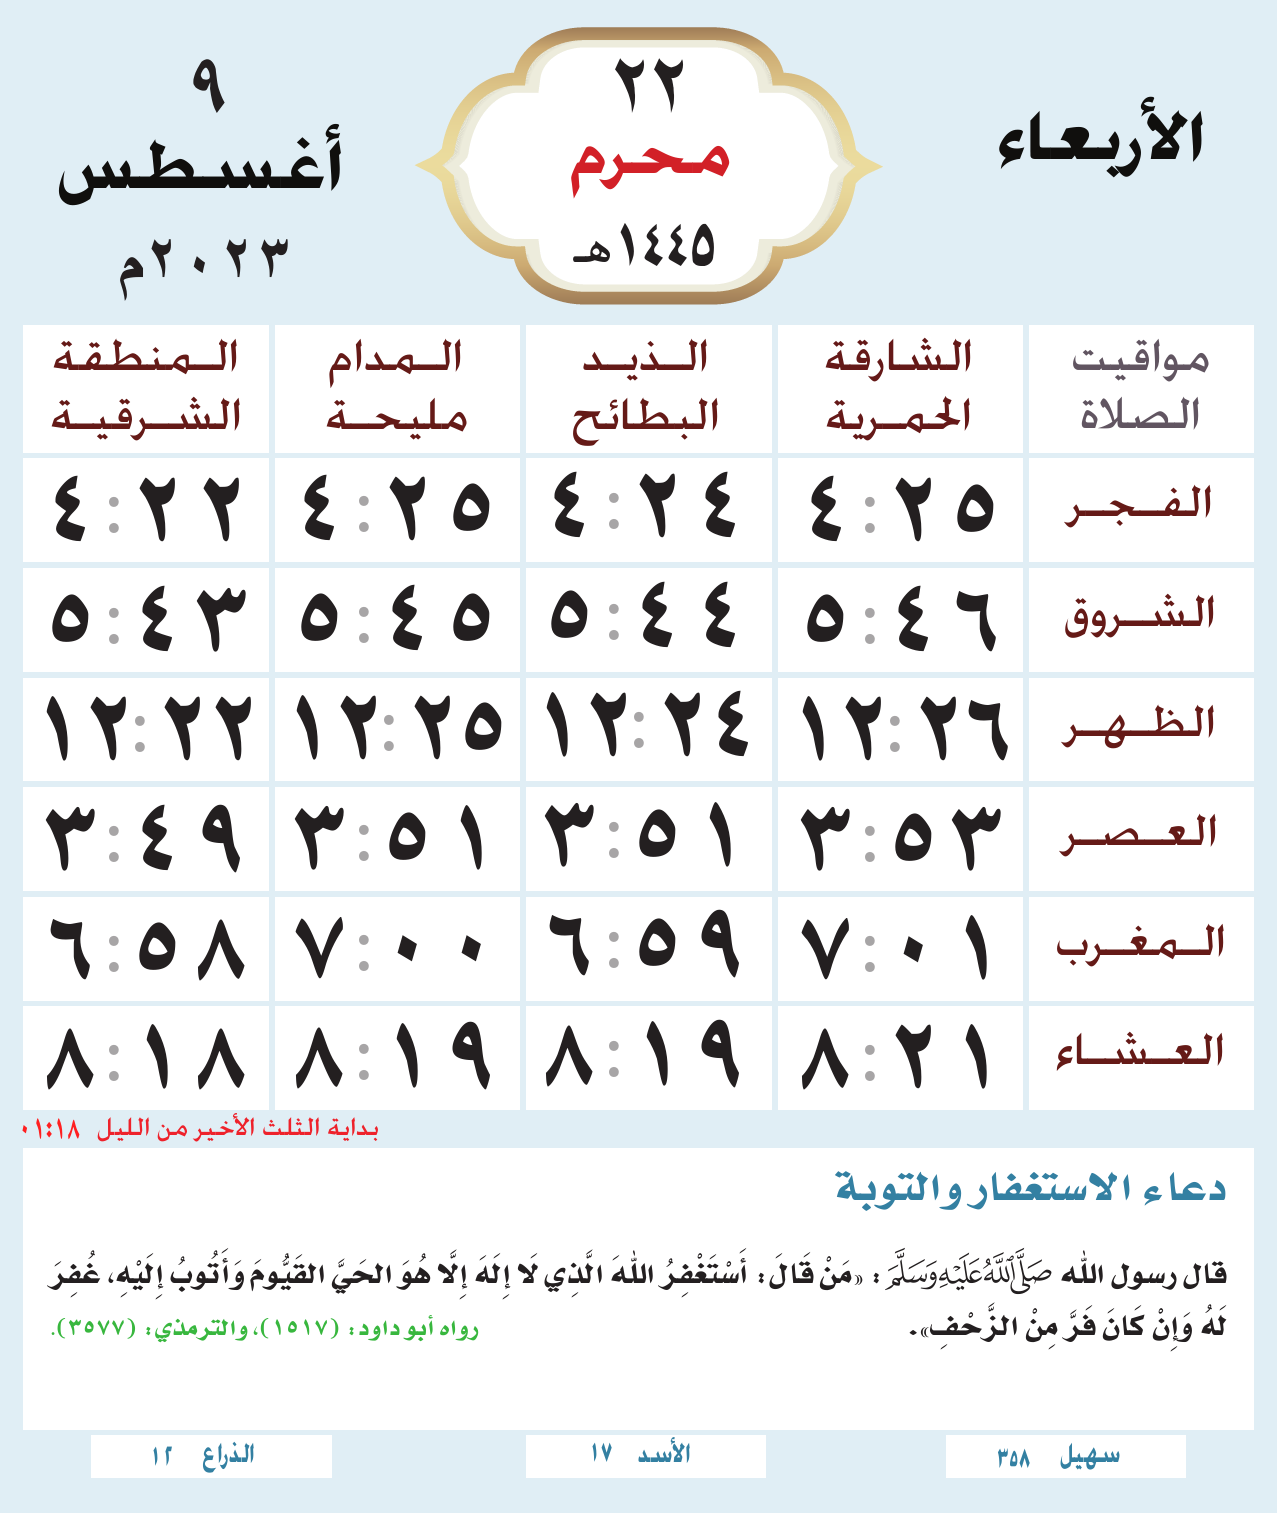 الأربعاء
٢٢
محرم
١٤٤٥هـ
٩
أغسطس
٢٠٢٣م
مواقيت الصلاة
الشارقة الحمرية
الذيد البطائح
المدام مليحة
المنطقة الشرقية
الفجر ٤:٢٥ ٤:٢٤ ٤:٢٥ ٤:٢٢
الشروق ٥:٤٦ ٥:٤٤ ٥:٤٥ ٥:٤٣
الظهر ١٢:٢٦ ١٢:٢٤ ١٢:٢٥ ١٢:٢٢
العصر ٣:٥٣ ٣:٥١ ٣:٥١ ٣:٤٩
المغرب ٧:٠١ ٦:٥٩ ٧:٠٠ ٦:٥٨
العشاء ٨:٢١ ٨:١٩ ٨:١٩ ٨:١٨
بداية الثلث الأخير من الليل ٠١:١٨
دعاء الاستغفار والتوبة
قال رسول الله صَلَّى اللَّهُ عَلَيْهِ وَسَلَّمَ : «مَنْ قَالَ: أَسْتَغْفِرُ اللهَ الَّذِي لَا إِلَهَ إِلَّا هُوَ الحَيَّ القَيُّومَ وَأَتُوبُ إِلَيْهِ، غُفِرَ
لَهُ وَإِنْ كَانَ فَرَّ مِنْ الزَّحْفِ». رواه أبو داود: (١٥١٧)، والترمذي: (٣٥٧٧).
سهيل ٣٥٨
الأسد ١٧
الذراع ١٢